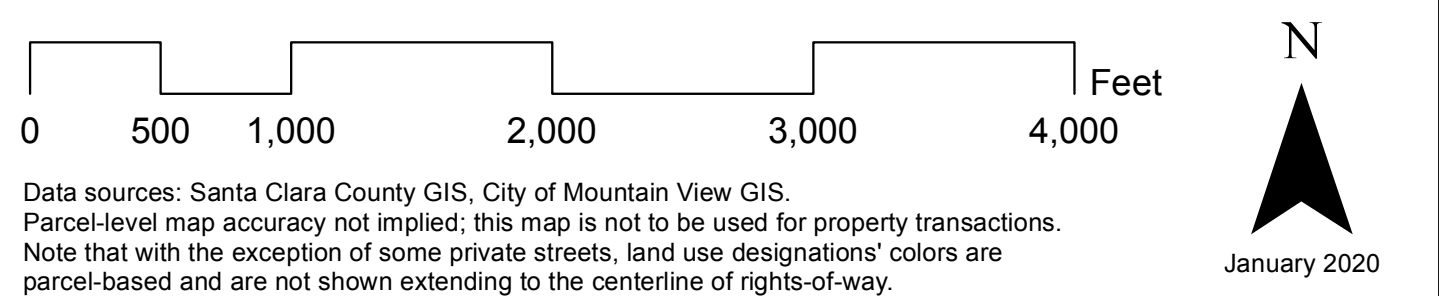 N
Feet
0 500 1,000 2,000 3,000 4,000
Data sources: Santa Clara County GIS, City of Mountain View GIS.
Parcel-level map accuracy not implied; this map is not to be used for property transactions.
Note that with the exception of some private streets, land use designations' colors are
parcel-based and are not shown extending to the centerline of rights-of-way.
January 2020